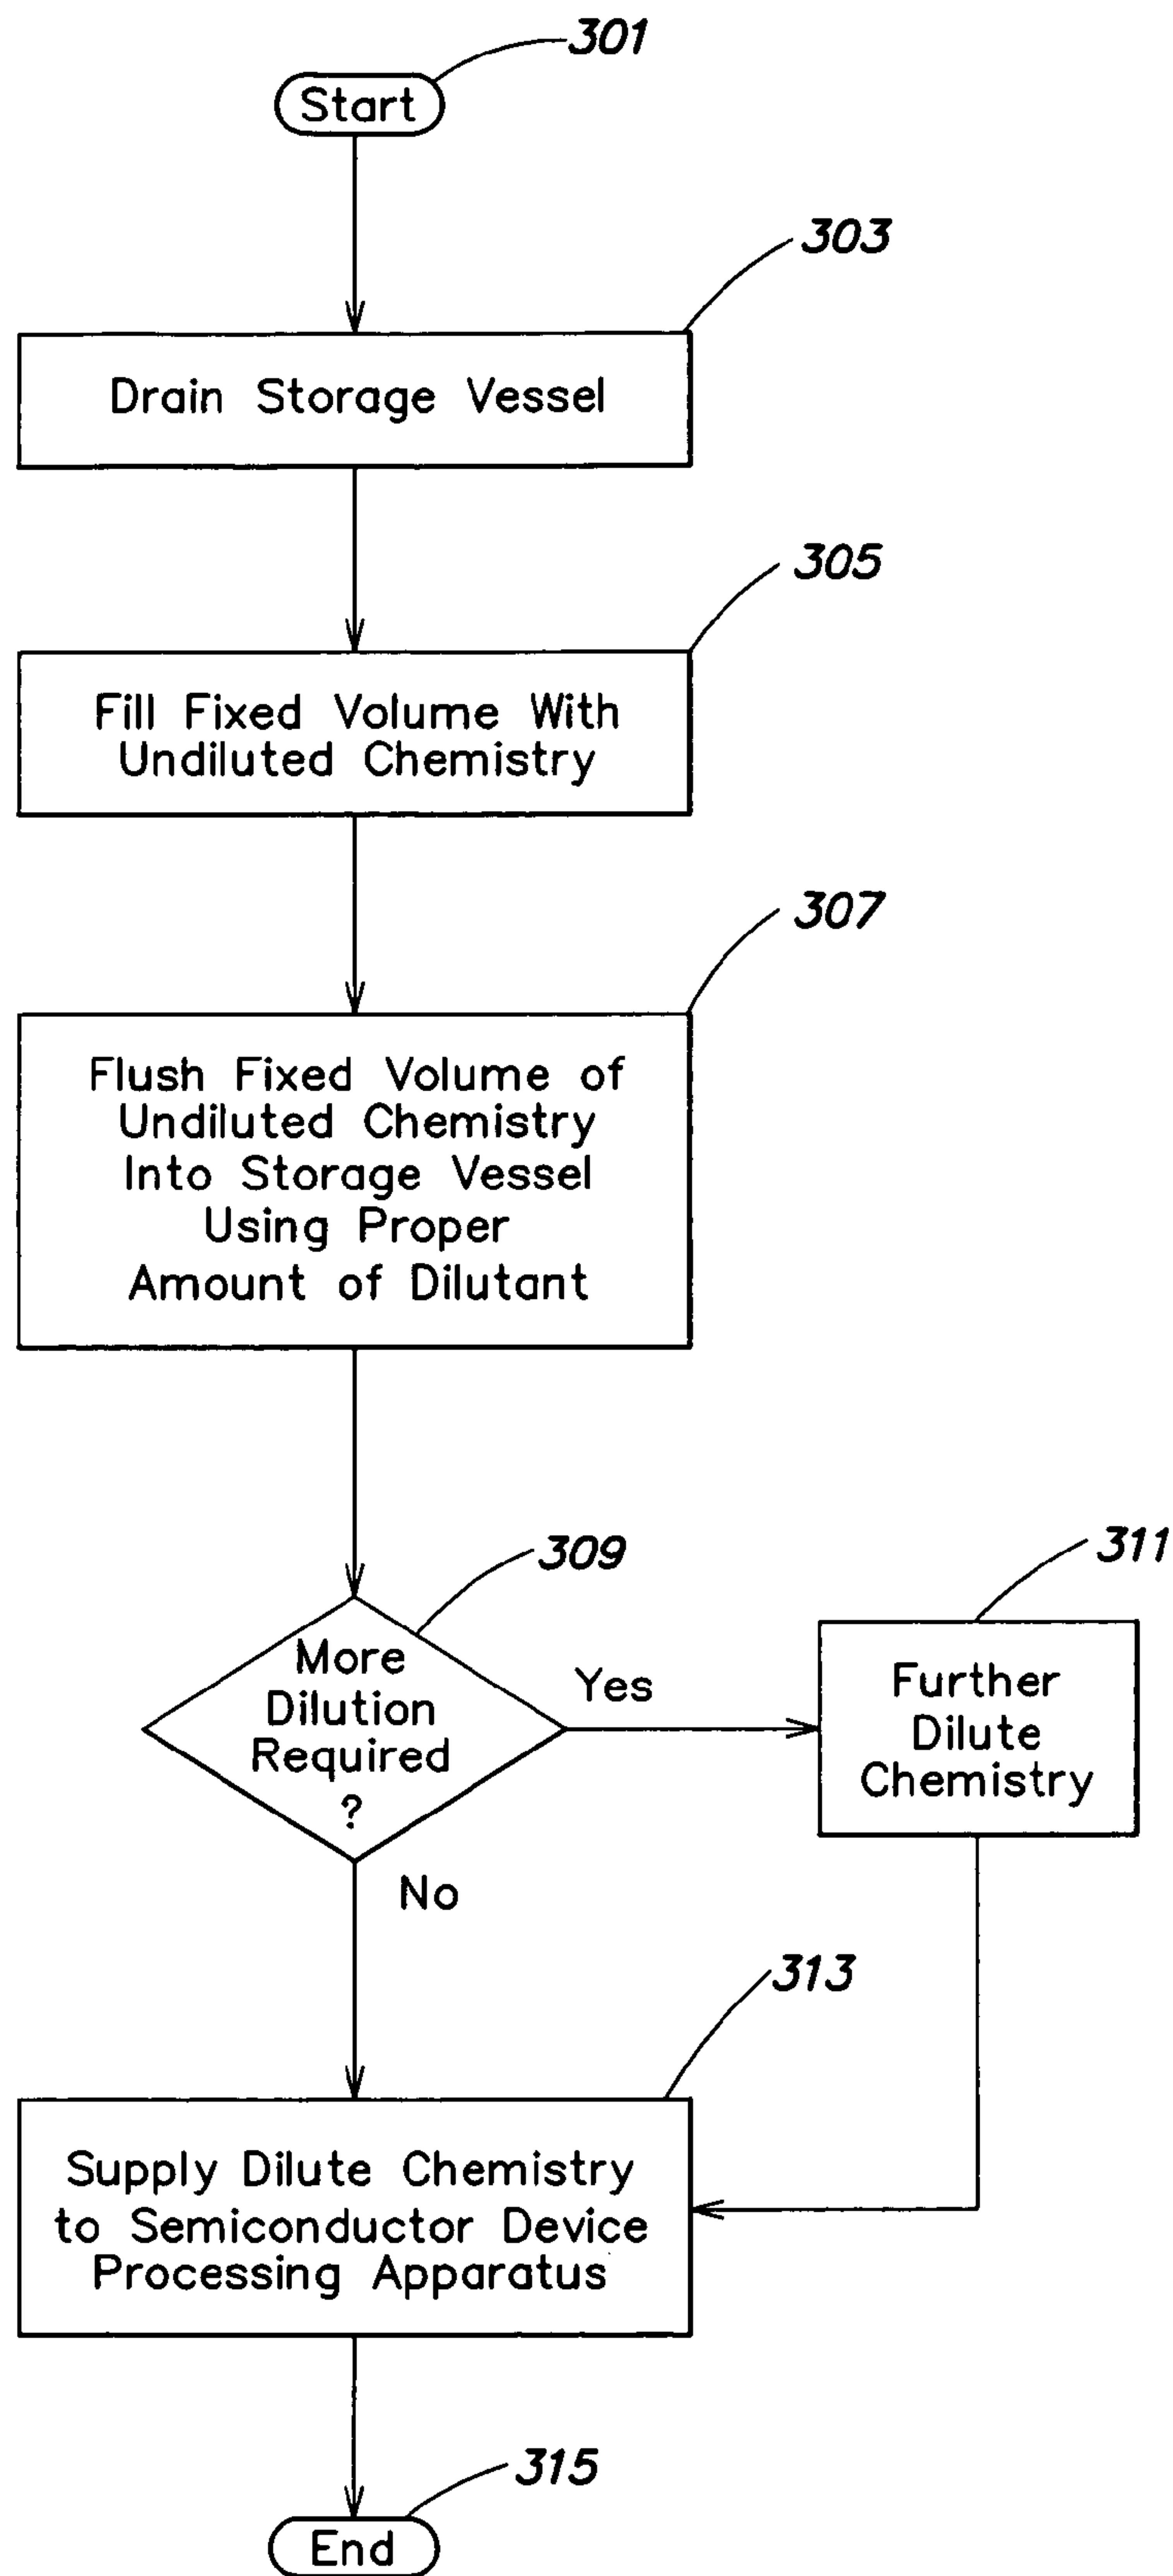 301
Start
303
Drain Storage Vessel
305
Fill Fixed Volume With
Undiluted Chemistry
307
Flush Fixed Volume of
Undiluted Chemistry
Into Storage Vessel
Using Proper
Amount of Dilutant
309
More
Dilution
Required
?
Yes
No
311
Further
Dilute
Chemistry
313
Supply Dilute Chemistry
to Semiconductor Device
Processing Apparatus
315
End